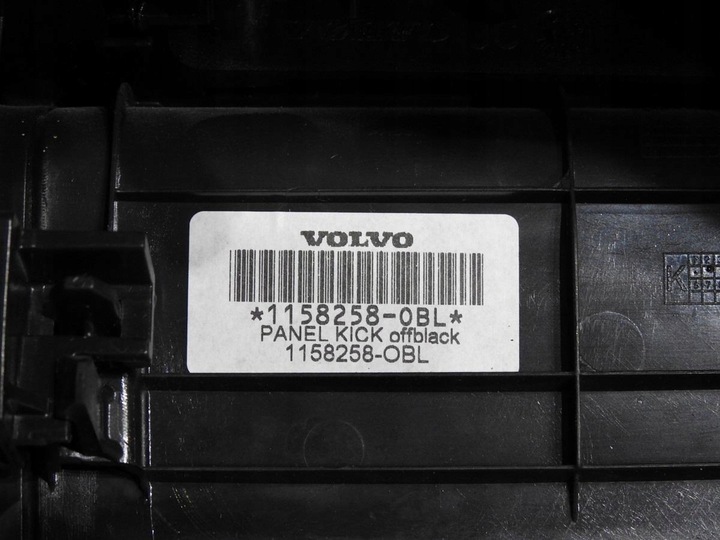 VOLVO
*1158258-0BL*
PANEL KICK offblack
1158258-OBL
K